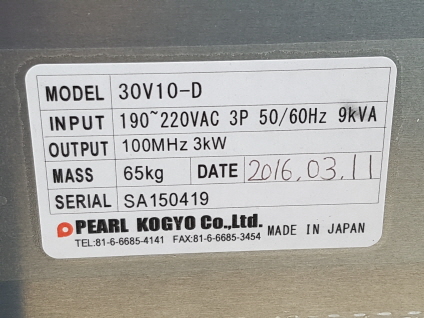 MODEL 30V10-D
INPUT 190~220VAC 3P 50/60Hz 9kVA
OUTPUT 100MHz 3kW
MASS 65kg DATE 2016.03.11
SERIAL SA150419
PEARL KOGYO Co.,Ltd.
TEL:81-6-6685-4141 FAX:81-6-6685-3454 MADE IN JAPAN